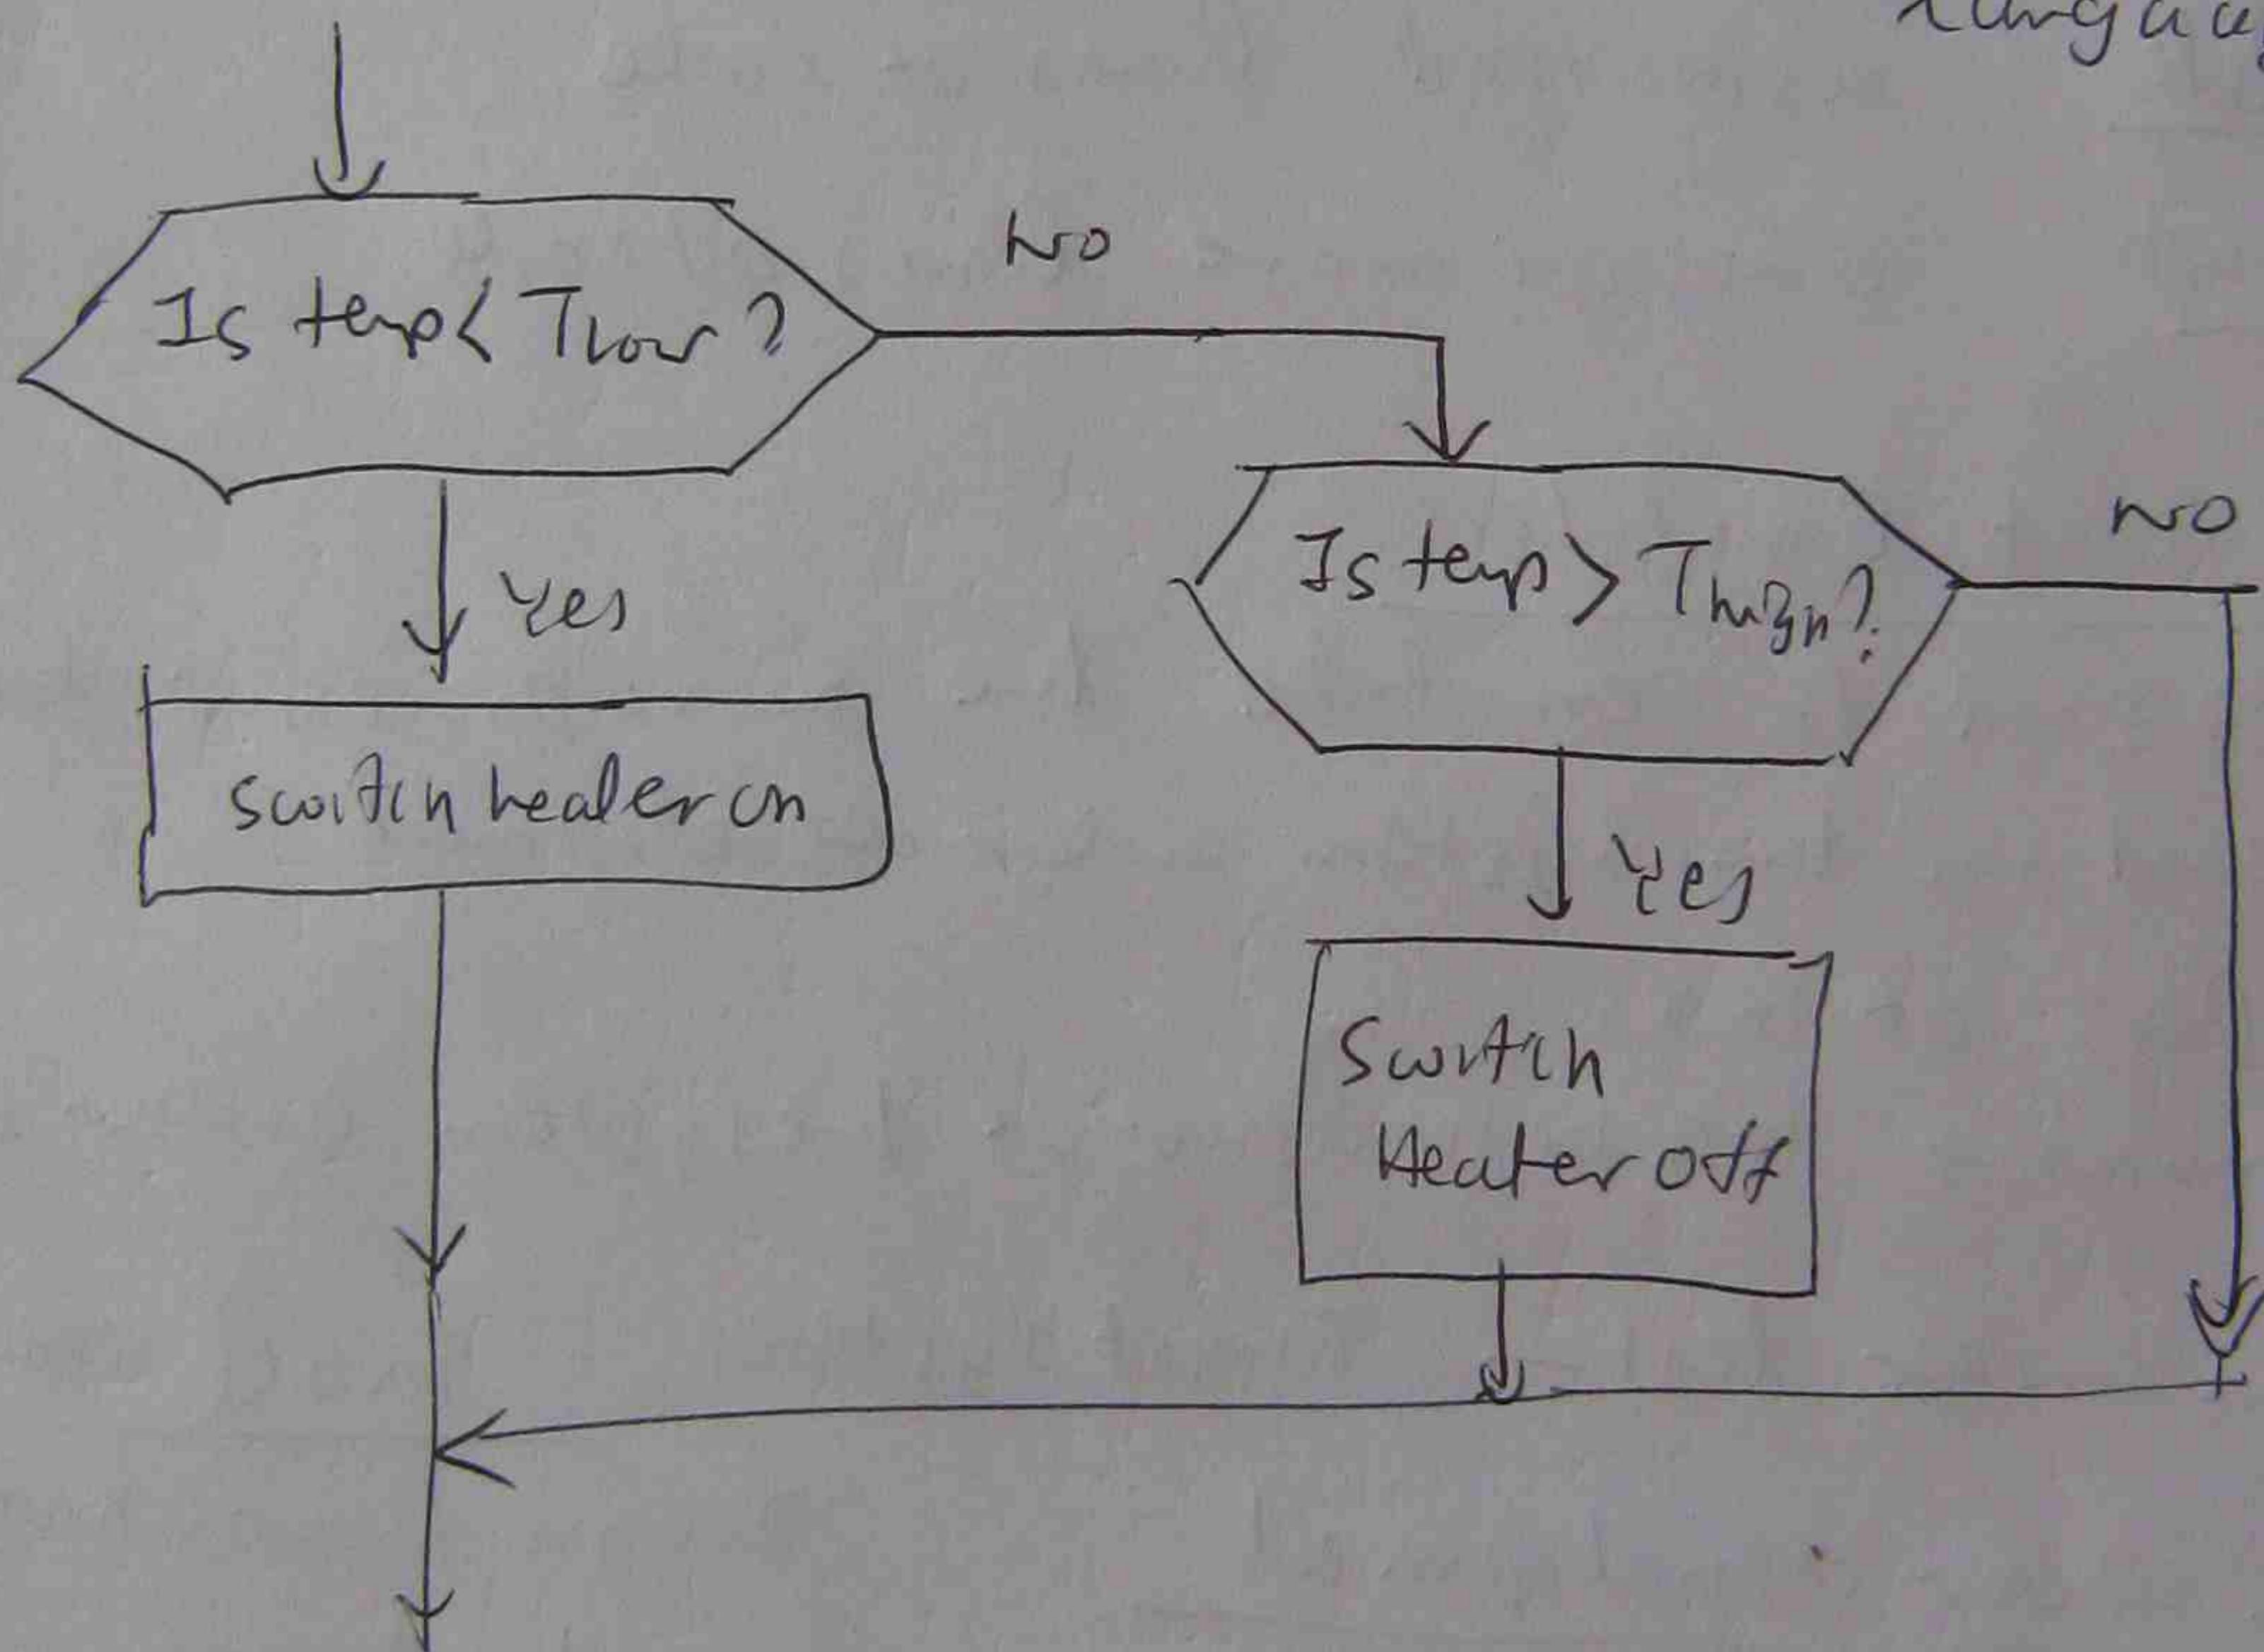 No
Is temp < Tlow ?
No
Is temp > Thigh ?
Yes
switch heater on
Yes
Switch
Heater off